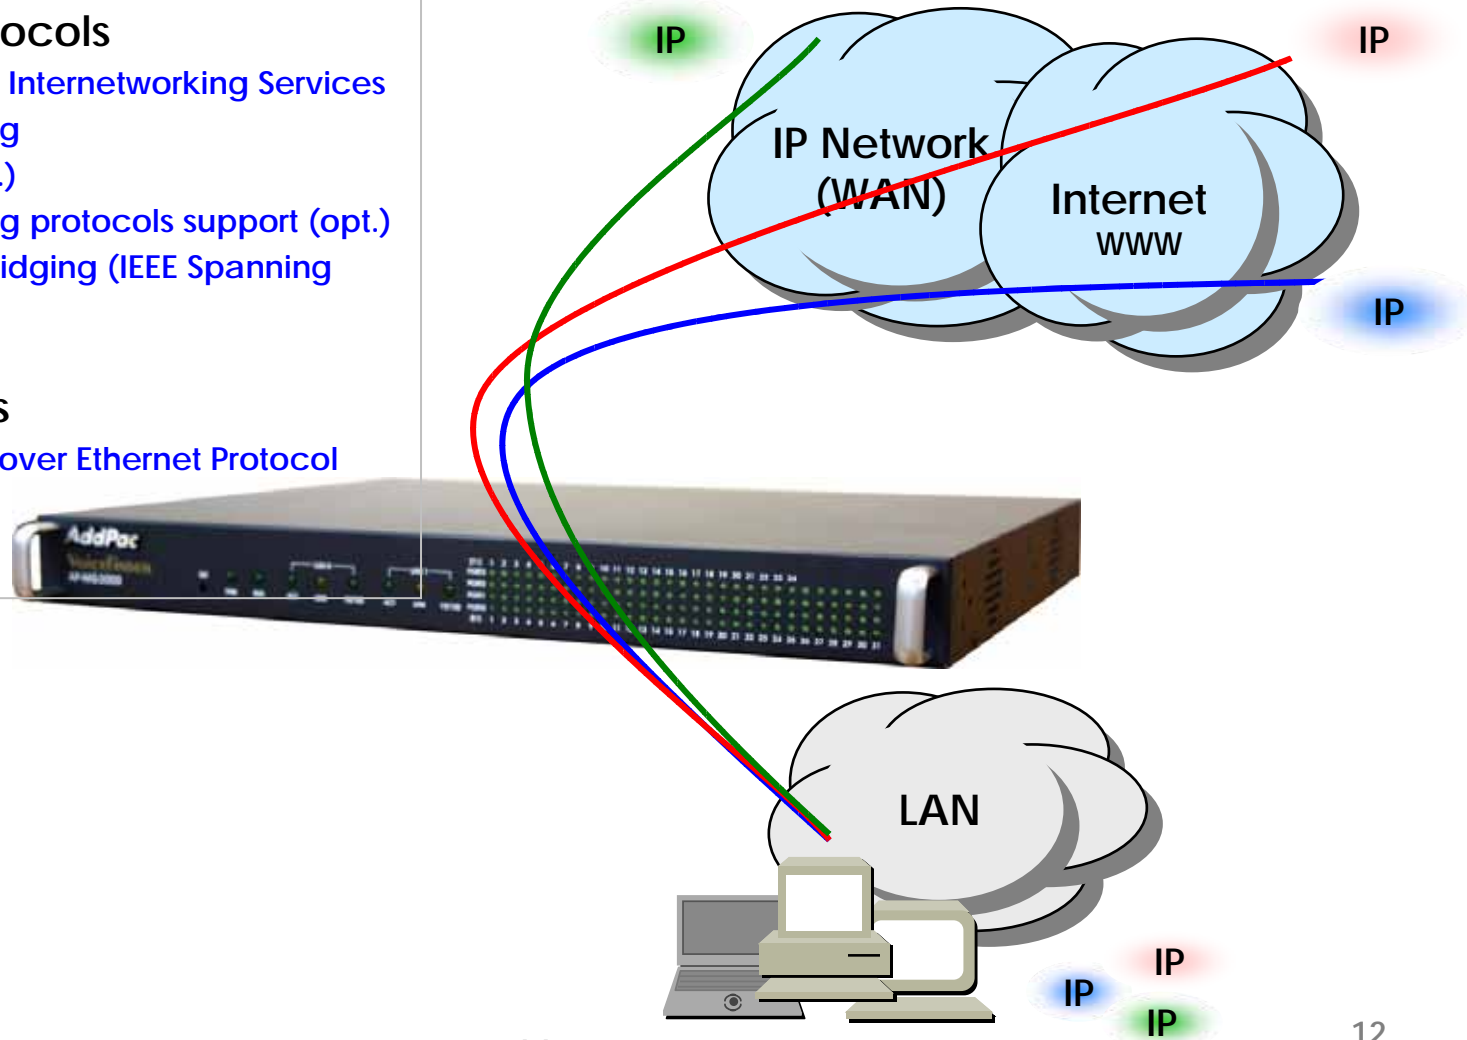 ocols
Internetworking Services
g
.)
g protocols support (opt.)
idging (IEEE Spanning
s
over Ethernet Protocol
IP
IP
IP Network
(WAN)
Internet
WWW
IP
AddPac
VoiceFinder
LAN
IP
IP
IP
12